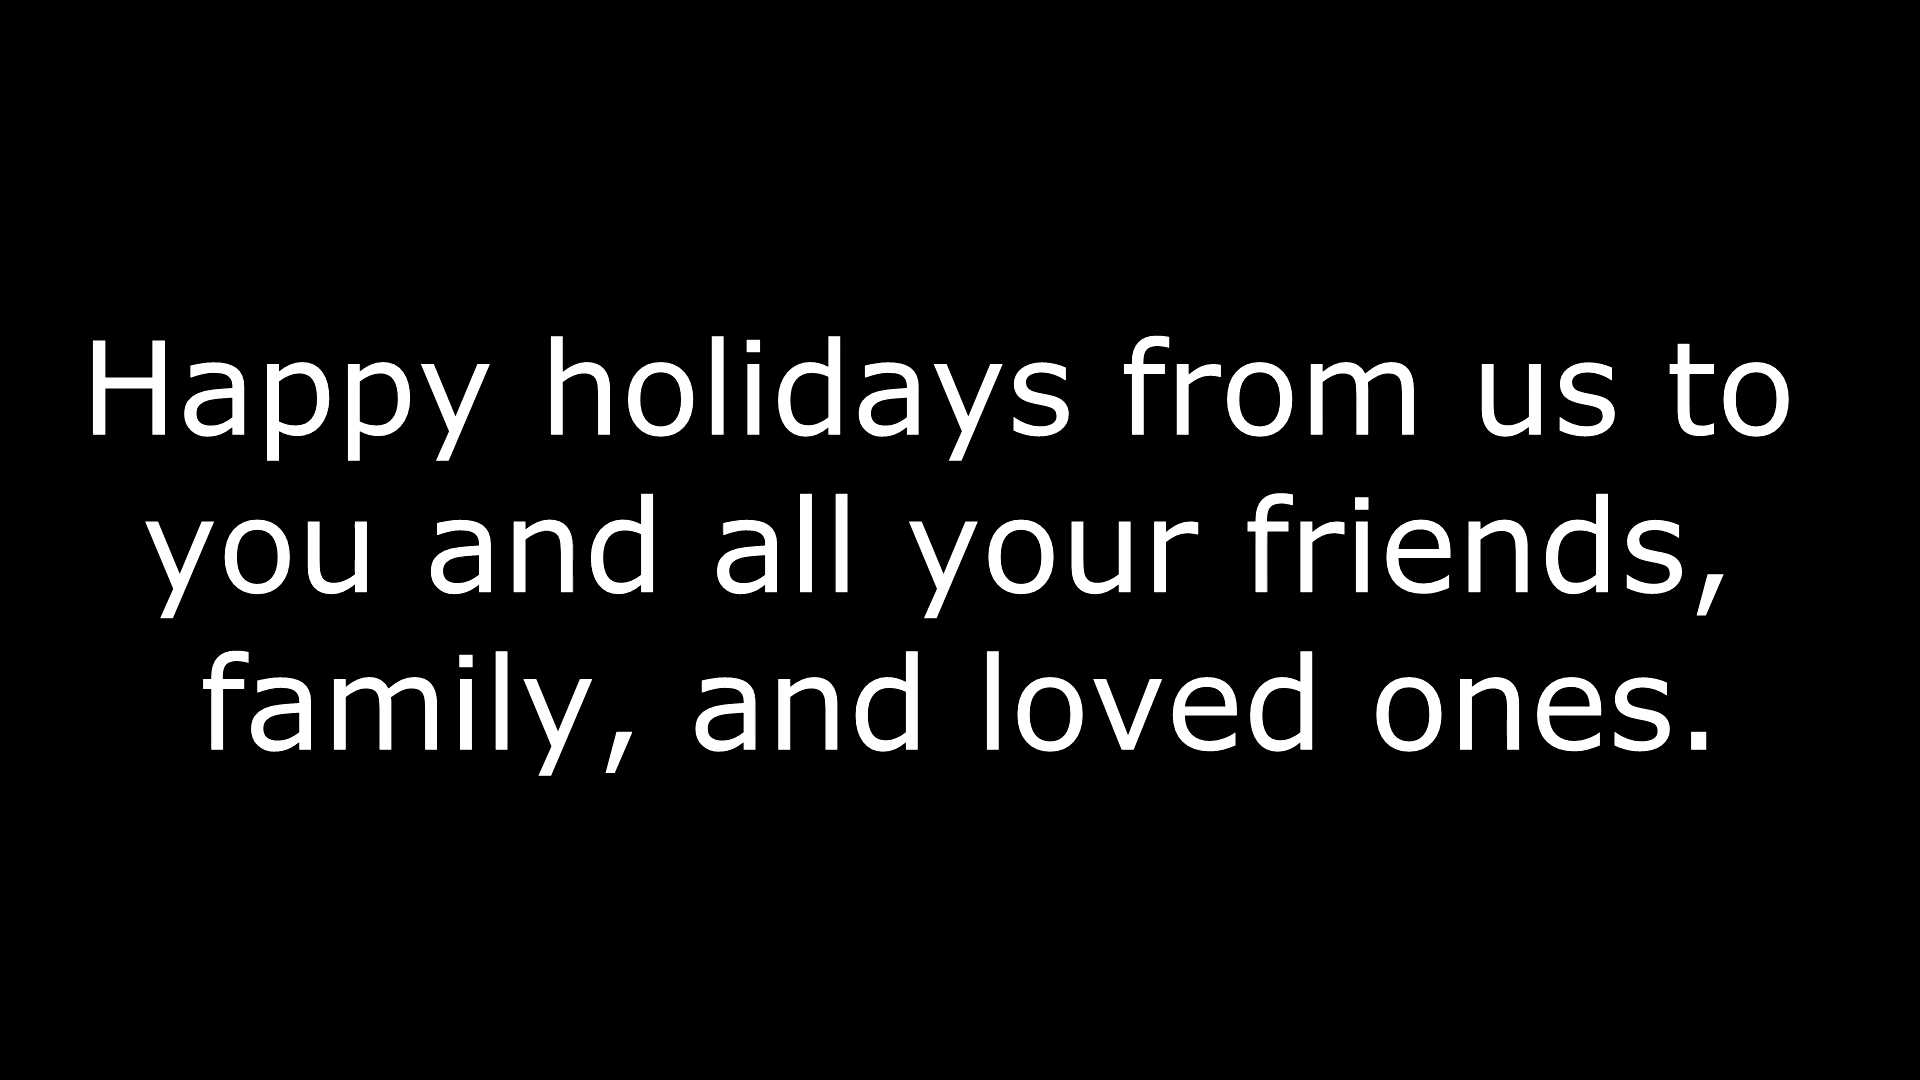 Happy holidays from us to
you and all your friends,
family, and loved ones.